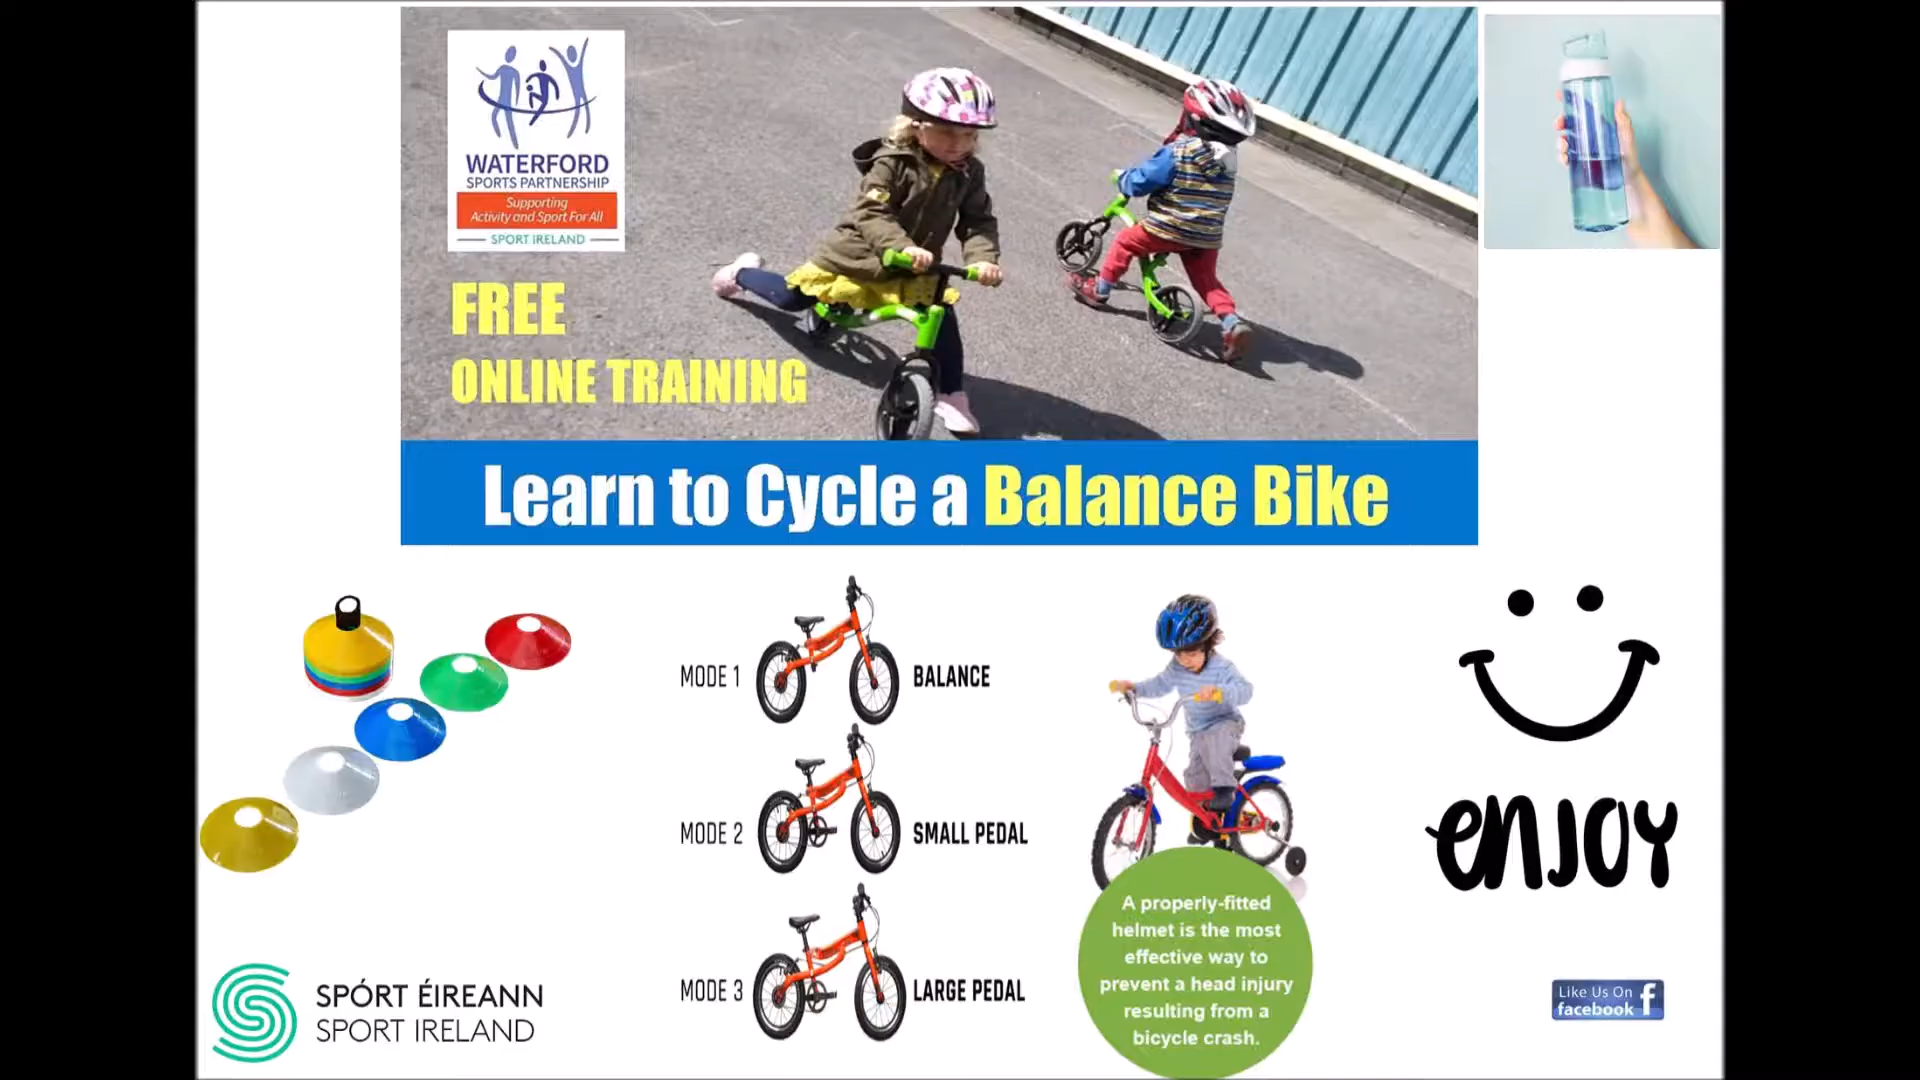 WATERFORD
SPORTS PARTNERSHIP
Supporting
Activity and Sport For All
SPORT IRELAND
FREE
ONLINE TRAINING
Learn to Cycle a Balance Bike
MODE 1 BALANCE
MODE 2 SMALL PEDAL
MODE 3 LARGE PEDAL
A properly-fitted
helmet is the most
effective way to
prevent a head injury
resulting from a
bicycle crash.
enjoy
SPÓRT ÉIREANN
SPORT IRELAND
Like Us On
facebook f